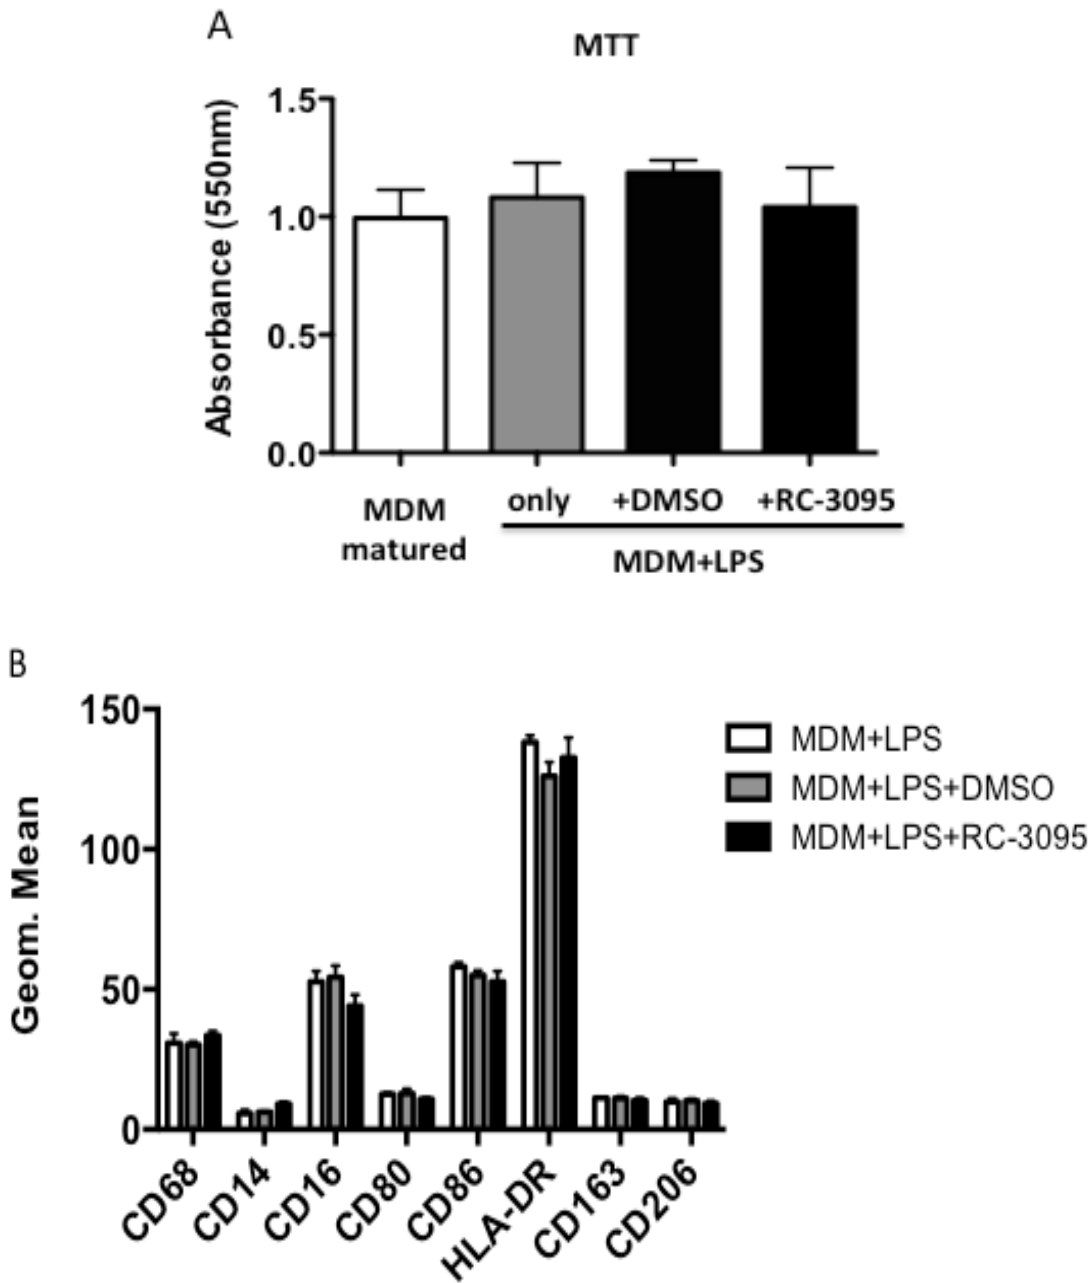 A
MTT
1.5
1.0
0.5
0.0
Absorbance (550nm)
MDM
matured
only +DMSO +RC-3095
MDM+LPS
B
150
100
50
0
Geom. Mean
MDM+LPS
MDM+LPS+DMSO
MDM+LPS+RC-3095
CD68 CD14 CD16 CD80 CD86 HLA-DR CD163 CD206